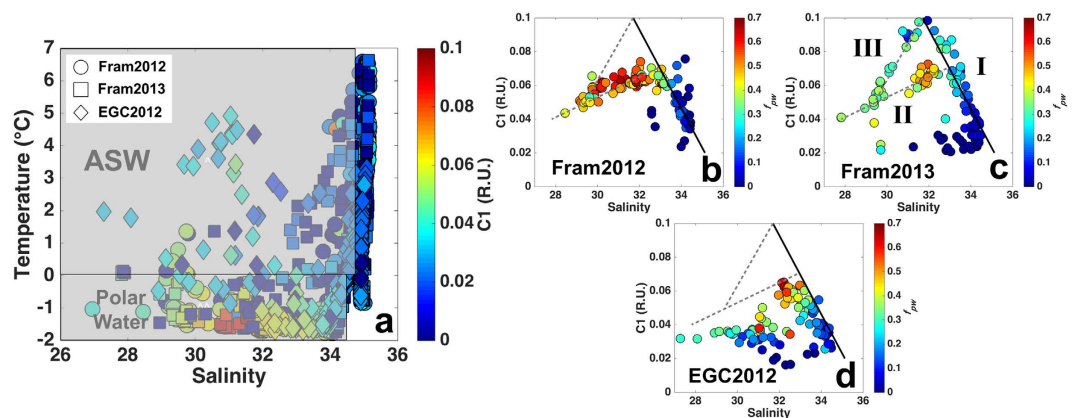 7
6
5
4
3
2
1
0
-1
-2
Temperature (°C)
Fram2012
Fram2013
EGC2012
ASW
Polar
Water
a
26 28 30 32 34 36
Salinity
0.1
0.08
0.06
0.04
0.02
0
C1 (R.U.)
0.1
0.08
0.06
0.04
0.02
0
C1 (R.U.)
Fram2012
b
28 30 32 34 36
Salinity
0.7
0.6
0.5
0.4
0.3
0.2
0.1
0
fpw
0.1
0.08
0.06
0.04
0.02
0
C1 (R.U.)
III
I
II
Fram2013
c
28 30 32 34 36
Salinity
0.7
0.6
0.5
0.4
0.3
0.2
0.1
0
fpw
0.1
0.08
0.06
0.04
0.02
0
C1 (R.U.)
EGC2012
d
28 30 32 34 36
Salinity
0.7
0.6
0.5
0.4
0.3
0.2
0.1
0
fpw